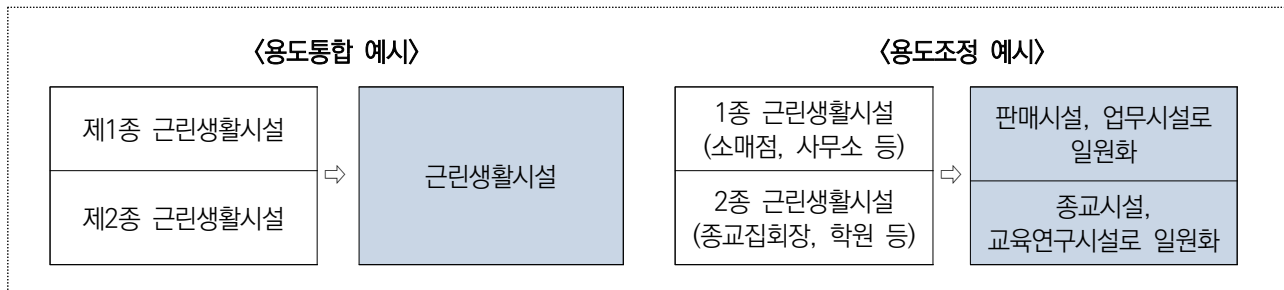 〈용도통합 예시〉
제1종 근린생활시설
제2종 근린생활시설
⇨
근린생활시설
〈용도조정 예시〉
1종 근린생활시설
(소매점, 사무소 등)
2종 근린생활시설
(종교집회장, 학원 등)
⇨
판매시설, 업무시설로
일원화
종교시설,
교육연구시설로 일원화